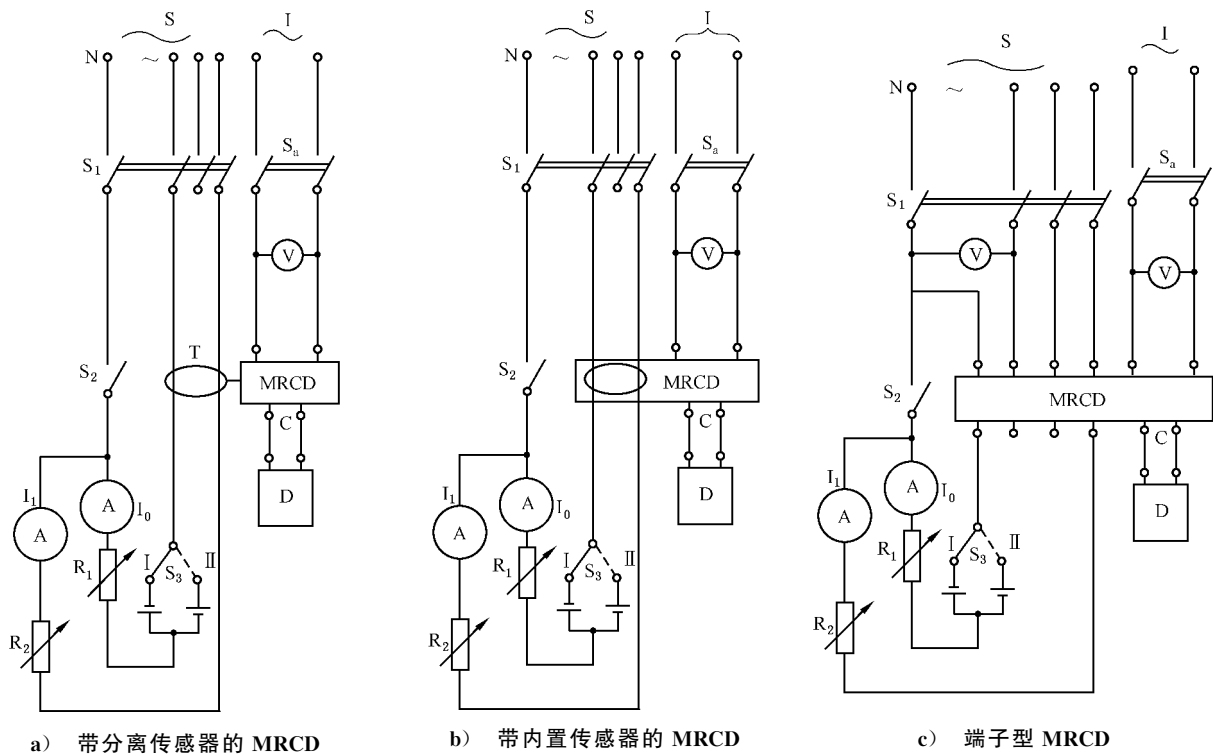 S I
N ~
S₁ Sₐ
V
S₂ T MRCD
C
I₁ A A I₀ D
R₁ I S₃ II
R₂
a） 带分离传感器的 MRCD
S I
N ~
S₁ Sₐ
V
S₂ MRCD
C
I₁ A A I₀ D
R₁ I S₃ II
R₂
b） 带内置传感器的 MRCD
S I
N ~
S₁ Sₐ
V V
S₂ MRCD
C
I₁ A A I₀ D
R₁ I S₃ II
R₂
c） 端子型 MRCD